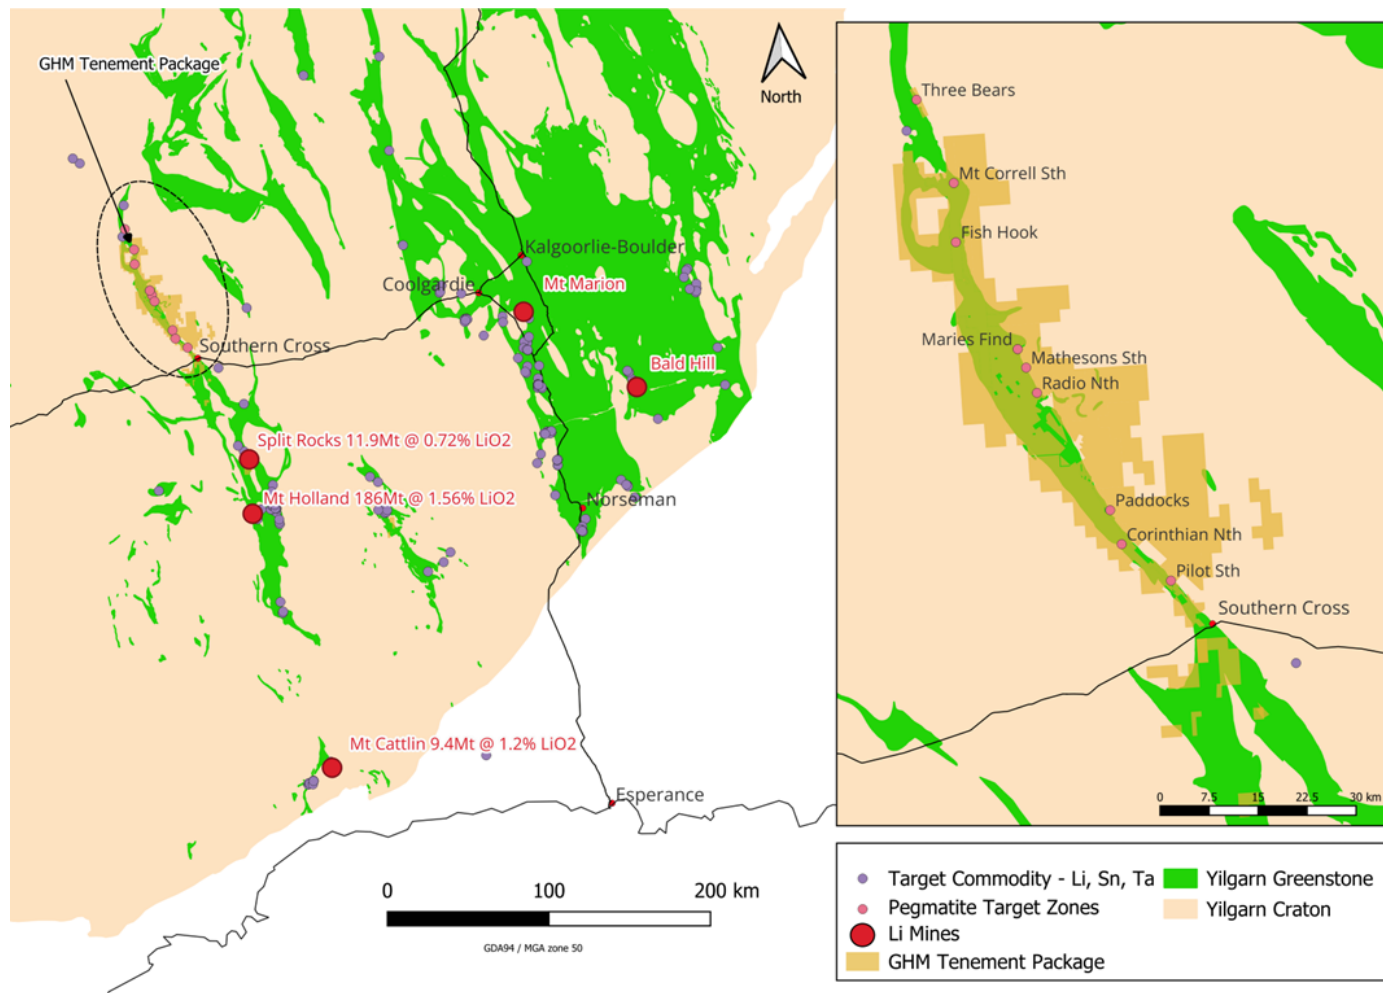 GHM Tenement Package
North
Kalgoorlie-Boulder
Coolgardie
Mt Marion
Southern Cross
Bald Hill
Split Rocks 11.9Mt @ 0.72% LiO2
Mt Holland 186Mt @ 1.56% LiO2
Norseman
Mt Cattlin 9.4Mt @ 1.2% LiO2
Esperance
0 100 200 km
GDA94 / MGA zone 50
Three Bears
Mt Correll Sth
Fish Hook
Maries Find
Mathesons Sth
Radio Nth
Paddocks
Corinthian Nth
Pilot Sth
Southern Cross
0 7.5 15 22.5 30 km
Target Commodity - Li, Sn, Ta
Yilgarn Greenstone
Pegmatite Target Zones
Yilgarn Craton
Li Mines
GHM Tenement Package